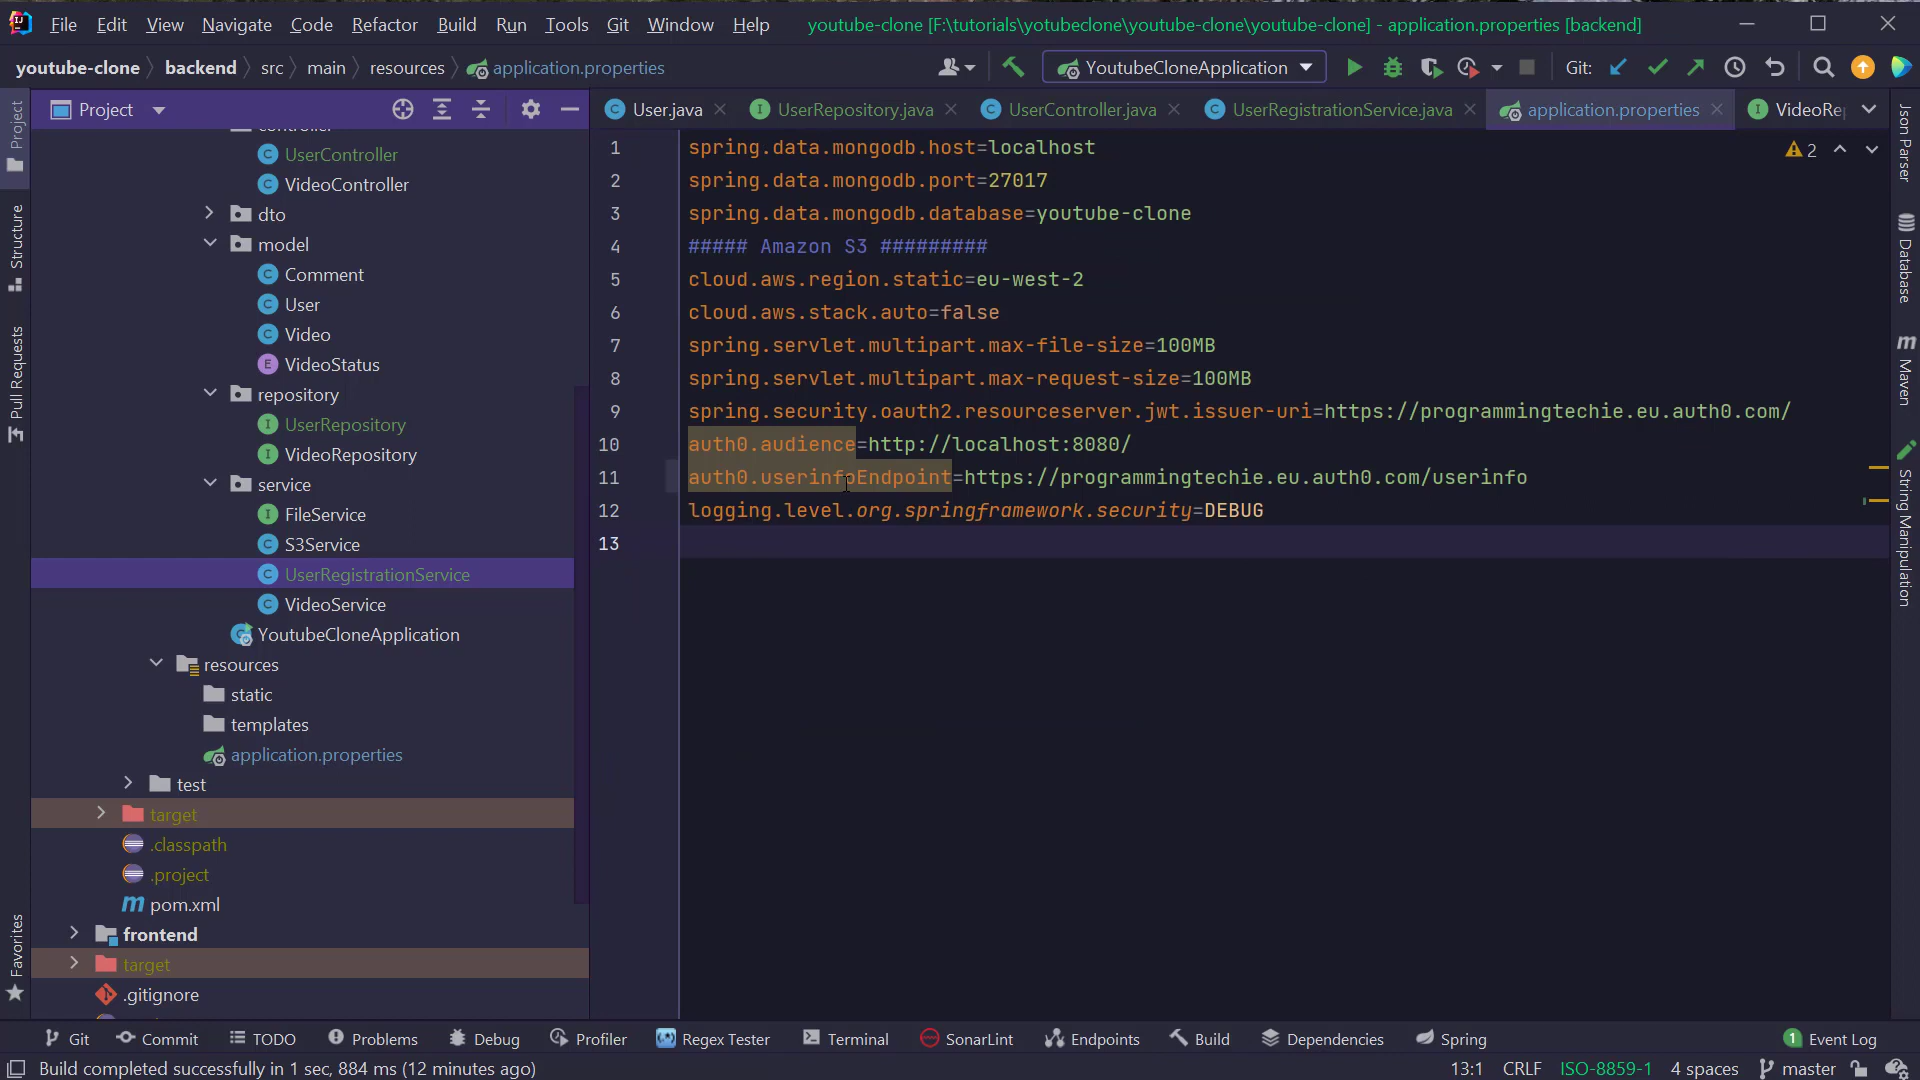 File Edit View Navigate Code Refactor Build Run Tools Git Window Help youtube-clone [F:\tutorials\yotubeclone\youtube-clone\youtube-clone] - application.properties [backend]
youtube-clone backend src main resources application.properties YoutubeCloneApplication Git:
Project
User.java UserRepository.java UserController.java UserRegistrationService.java application.properties VideoRe
controller
UserController
VideoController
dto
model
Comment
User
Video
VideoStatus
repository
UserRepository
VideoRepository
service
FileService
S3Service
UserRegistrationService
VideoService
YoutubeCloneApplication
resources
static
templates
application.properties
test
target
.classpath
.project
pom.xml
frontend
target
.gitignore
1 spring.data.mongodb.host=localhost
2 spring.data.mongodb.port=27017
3 spring.data.mongodb.database=youtube-clone
4 ##### Amazon S3 #########
5 cloud.aws.region.static=eu-west-2
6 cloud.aws.stack.auto=false
7 spring.servlet.multipart.max-file-size=100MB
8 spring.servlet.multipart.max-request-size=100MB
9 spring.security.oauth2.resourceserver.jwt.issuer-uri=https://programmingtechie.eu.auth0.com/
10 auth0.audience=http://localhost:8080/
11 auth0.userinfoEndpoint=https://programmingtechie.eu.auth0.com/userinfo
12 logging.level.org.springframework.security=DEBUG
13
2
Project
Structure
Pull Requests
Favorites
Json Parser
Database
Maven
String Manipulation
Git Commit TODO Problems Debug Profiler Regex Tester Terminal SonarLint Endpoints Build Dependencies Spring 1 Event Log
Build completed successfully in 1 sec, 884 ms (12 minutes ago) 13:1 CRLF ISO-8859-1 4 spaces master